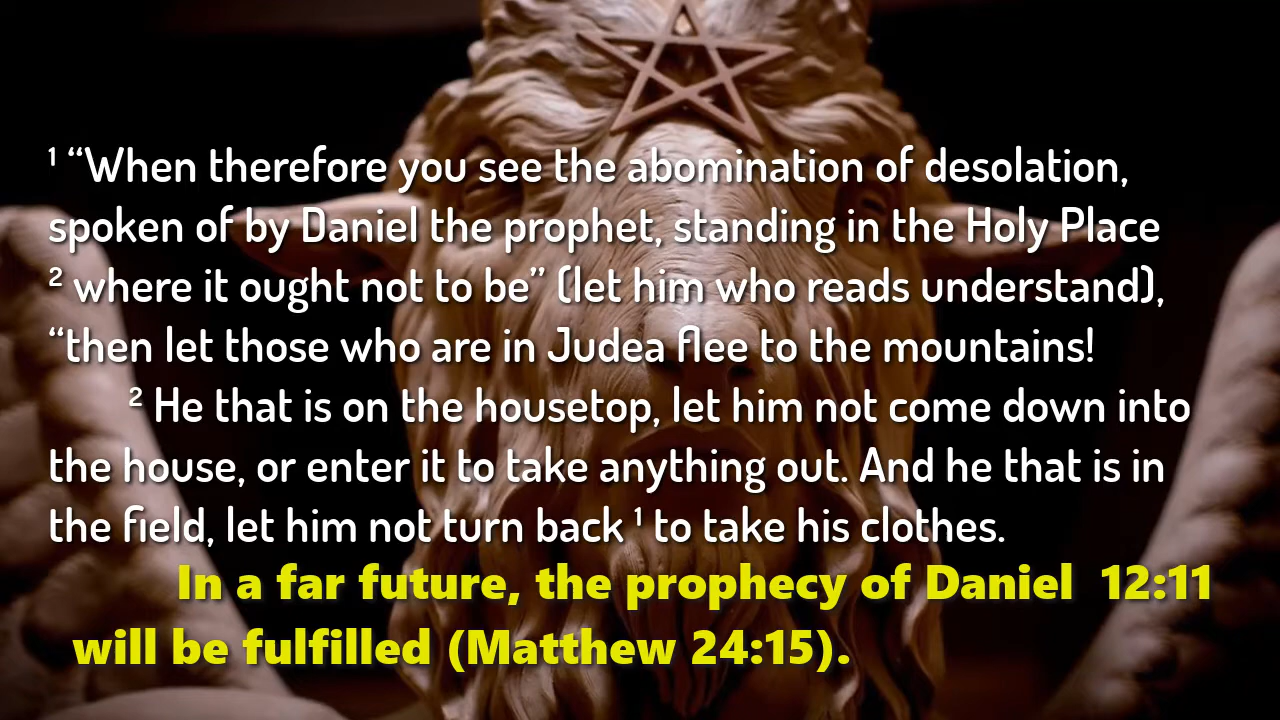 ¹ “When therefore you see the abomination of desolation,
spoken of by Daniel the prophet, standing in the Holy Place
² where it ought not to be” (let him who reads understand),
“then let those who are in Judea flee to the mountains!
² He that is on the housetop, let him not come down into
the house, or enter it to take anything out. And he that is in
the field, let him not turn back ¹ to take his clothes.
In a far future, the prophecy of Daniel 12:11
will be fulfilled (Matthew 24:15).